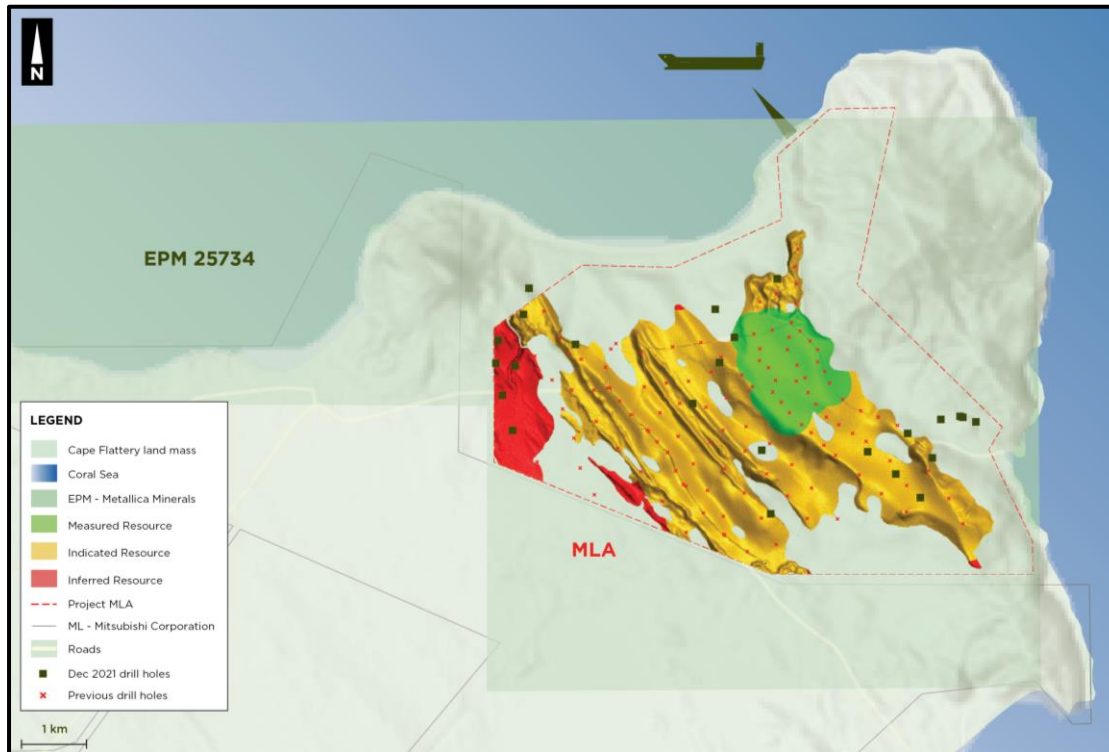 N
EPM 25734
MLA
LEGEND
Cape Flattery land mass
Coral Sea
EPM - Metallica Minerals
Measured Resource
Indicated Resource
Inferred Resource
Project MLA
ML - Mitsubishi Corporation
Roads
Dec 2021 drill holes
Previous drill holes
1 km